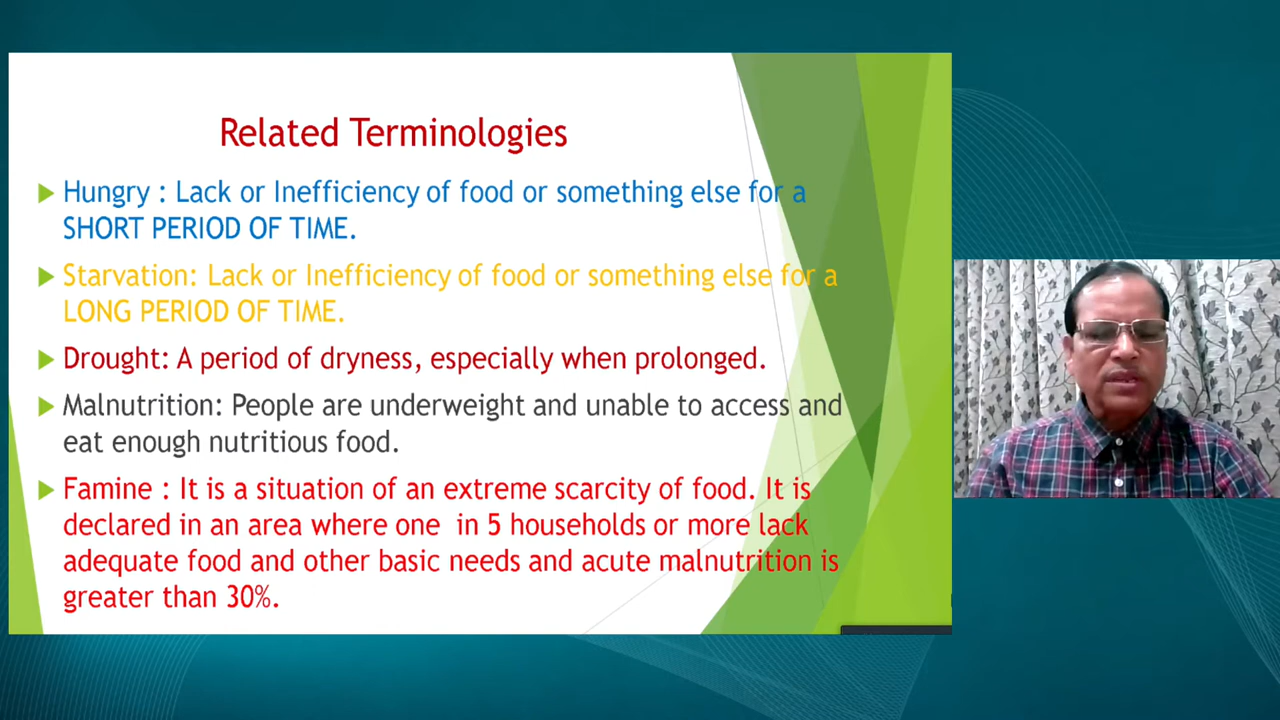 Related Terminologies
Hungry : Lack or Inefficiency of food or something else for a
SHORT PERIOD OF TIME.
Starvation: Lack or Inefficiency of food or something else for a
LONG PERIOD OF TIME.
Drought: A period of dryness, especially when prolonged.
Malnutrition: People are underweight and unable to access and
eat enough nutritious food.
Famine : It is a situation of an extreme scarcity of food. It is
declared in an area where one in 5 households or more lack
adequate food and other basic needs and acute malnutrition is
greater than 30%.